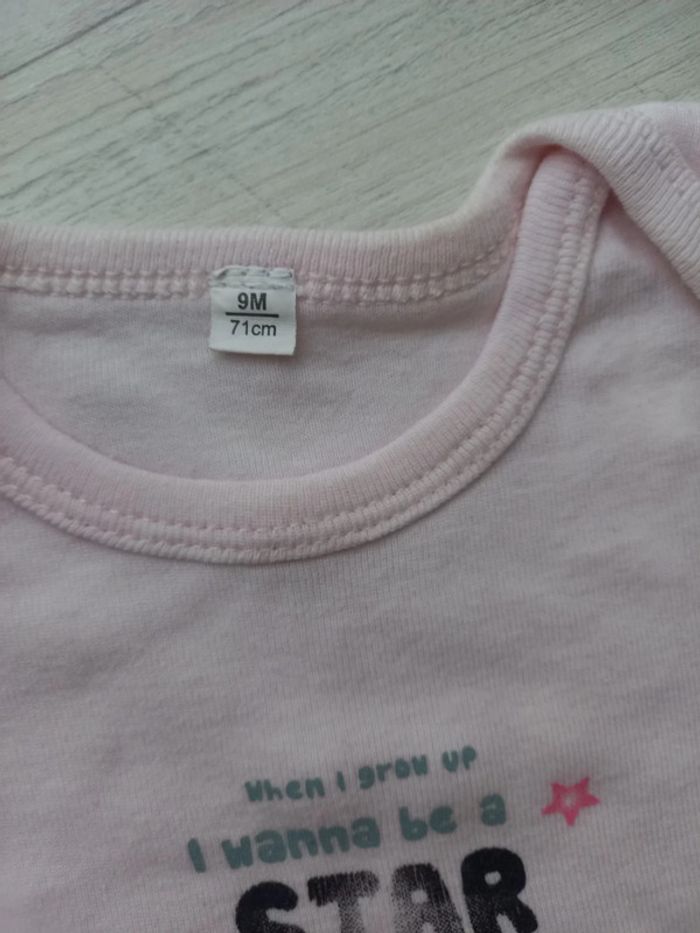 9M
71cm
When I grow up
I wanna be a
STAR